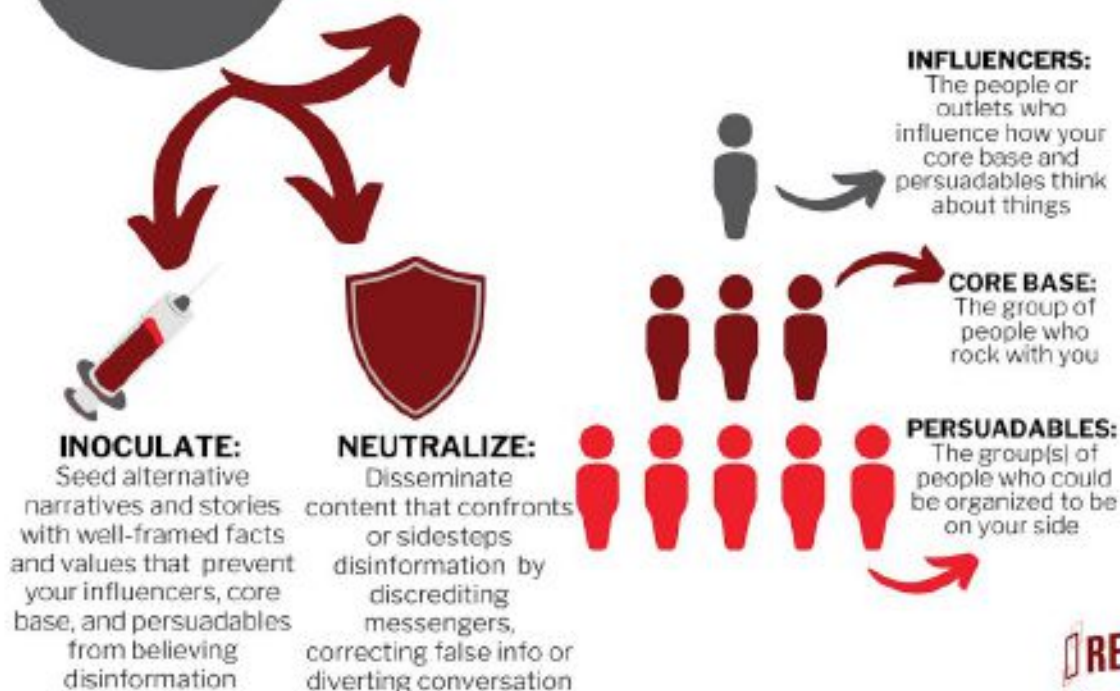 INFLUENCERS:
The people or
outlets who
influence how your
core base and
persuadables think
about things
CORE BASE:
The group of
people who
rock with you
PERSUADABLES:
The group(s) of
people who could
be organized to be
on your side
INOCULATE:
Seed alternative
narratives and stories
with well-framed facts
and values that prevent
your influencers, core
base, and persuadables
from believing
disinformation
NEUTRALIZE:
Disseminate
content that confronts
or sidesteps
disinformation by
discrediting
messengers,
correcting false info or
diverting conversation
RE